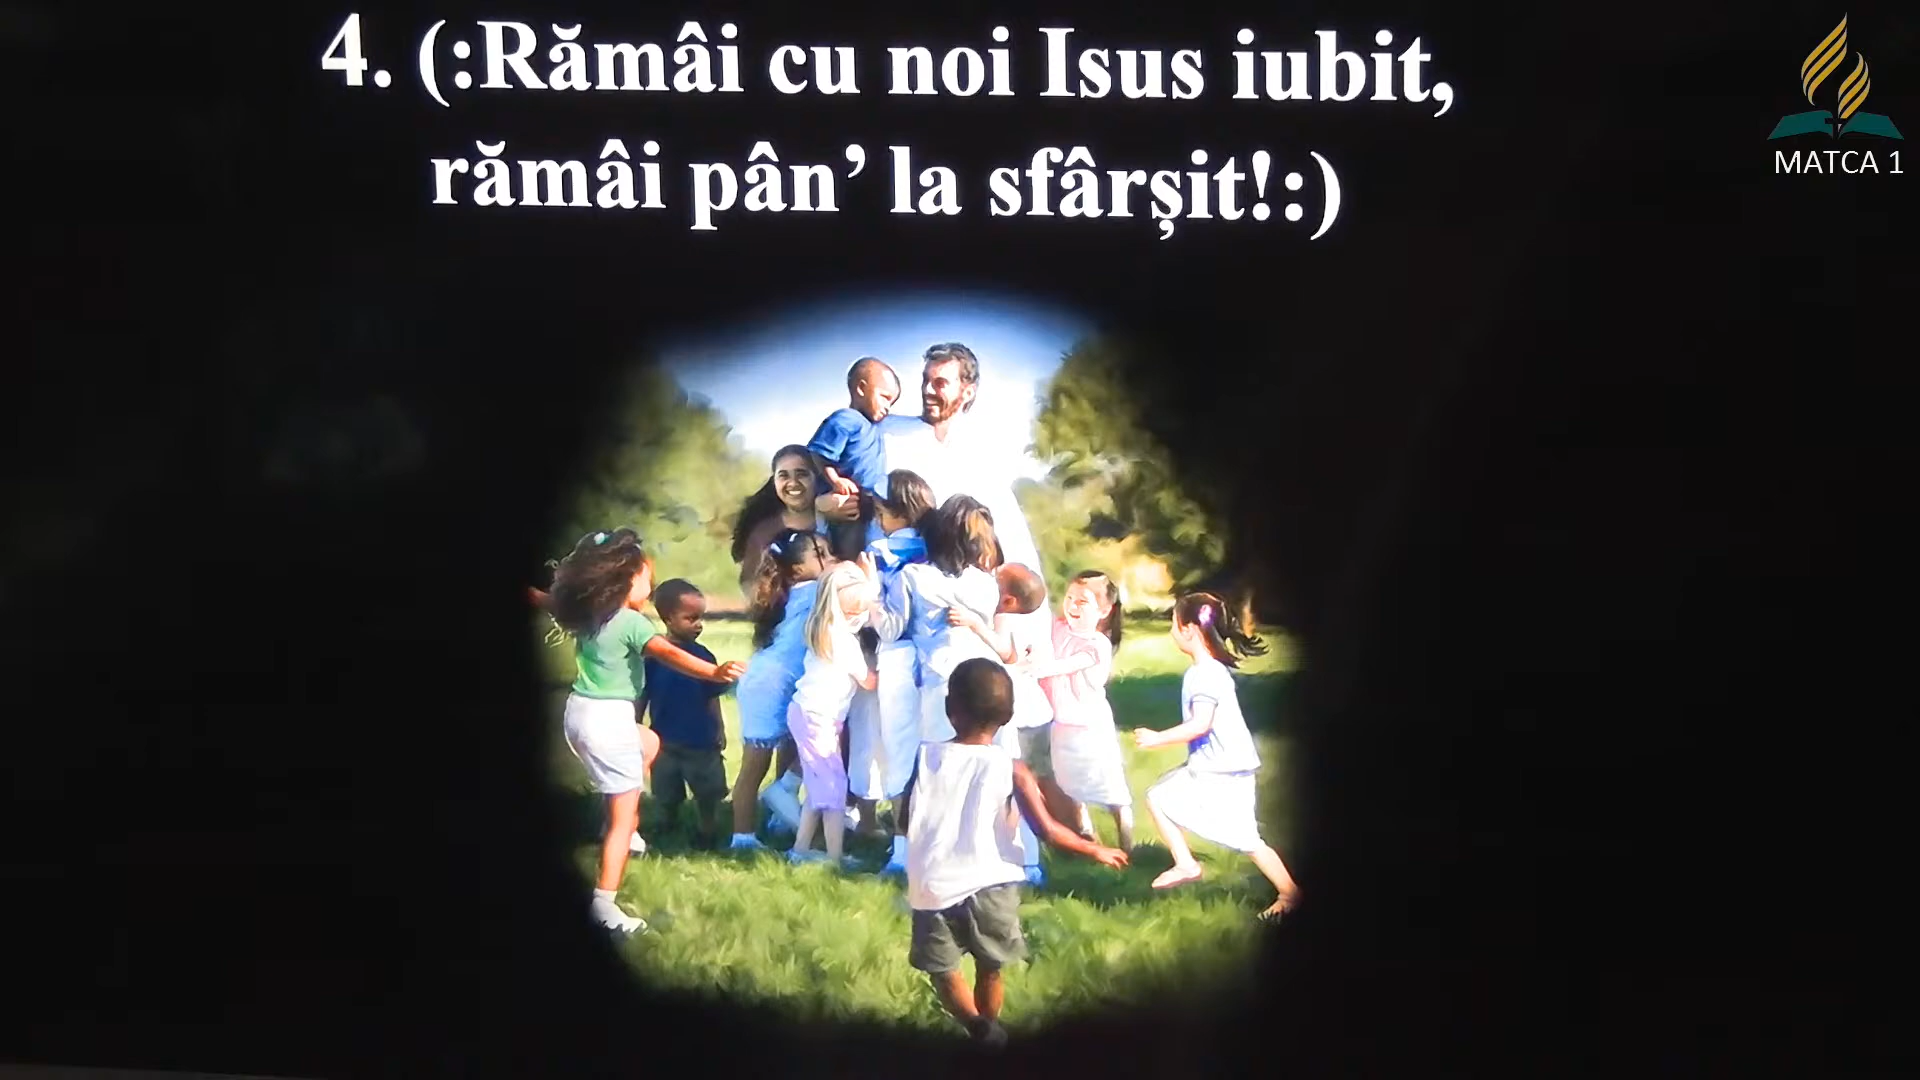 4. (:Rămâi cu noi Isus iubit,
rămâi pân’ la sfârșit!:)
MATCA 1